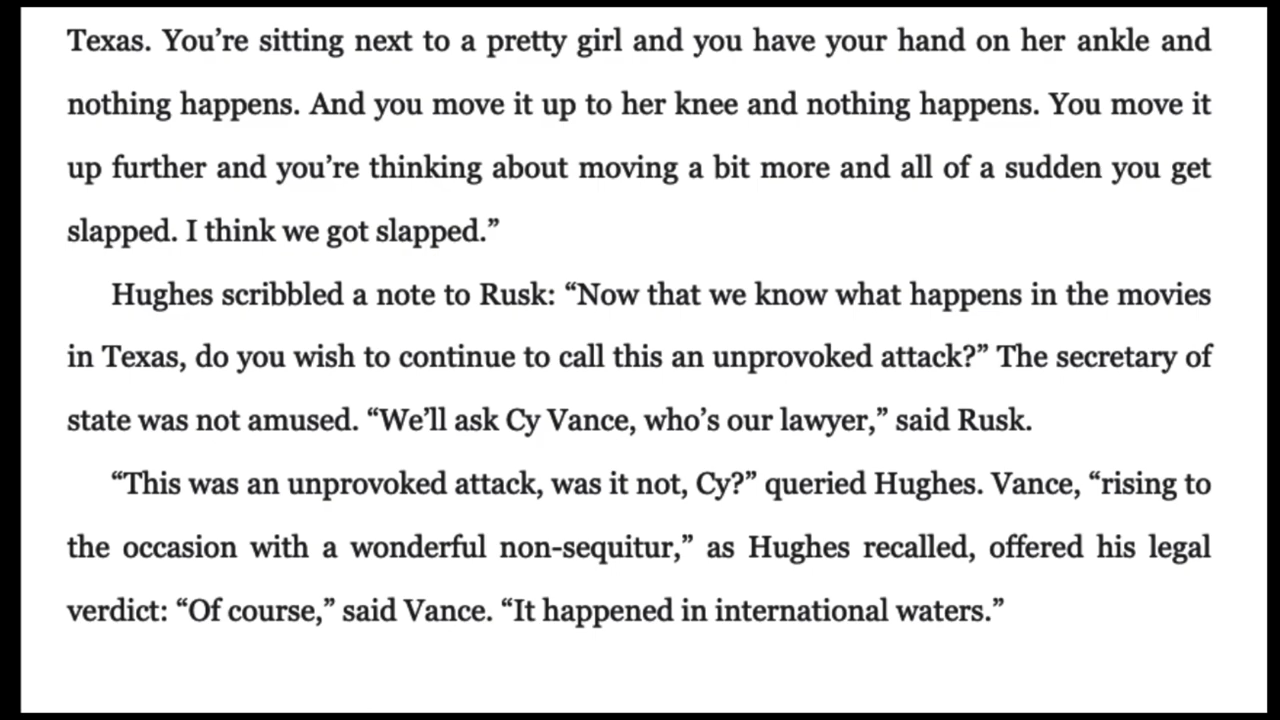 Texas. You’re sitting next to a pretty girl and you have your hand on her ankle and
nothing happens. And you move it up to her knee and nothing happens. You move it
up further and you’re thinking about moving a bit more and all of a sudden you get
slapped. I think we got slapped.”
Hughes scribbled a note to Rusk: “Now that we know what happens in the movies
in Texas, do you wish to continue to call this an unprovoked attack?” The secretary of
state was not amused. “We’ll ask Cy Vance, who’s our lawyer,” said Rusk.
“This was an unprovoked attack, was it not, Cy?” queried Hughes. Vance, “rising to
the occasion with a wonderful non-sequitur,” as Hughes recalled, offered his legal
verdict: “Of course,” said Vance. “It happened in international waters.”